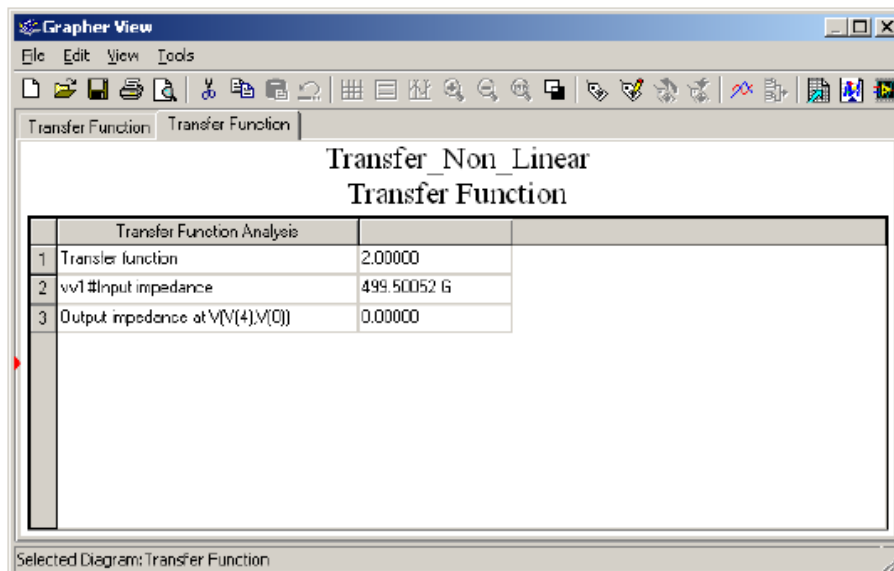 Grapher View
File Edit View Tools
Transfer Function Transfer Function
Transfer_Non_Linear
Transfer Function
Transfer Function Analysis
1 Transfer function 2.00000
2 vv1#Input impedance 499.50052 G
3 Output impedance at V(V(4),V(0)) 0.00000
Selected Diagram:Transfer Function